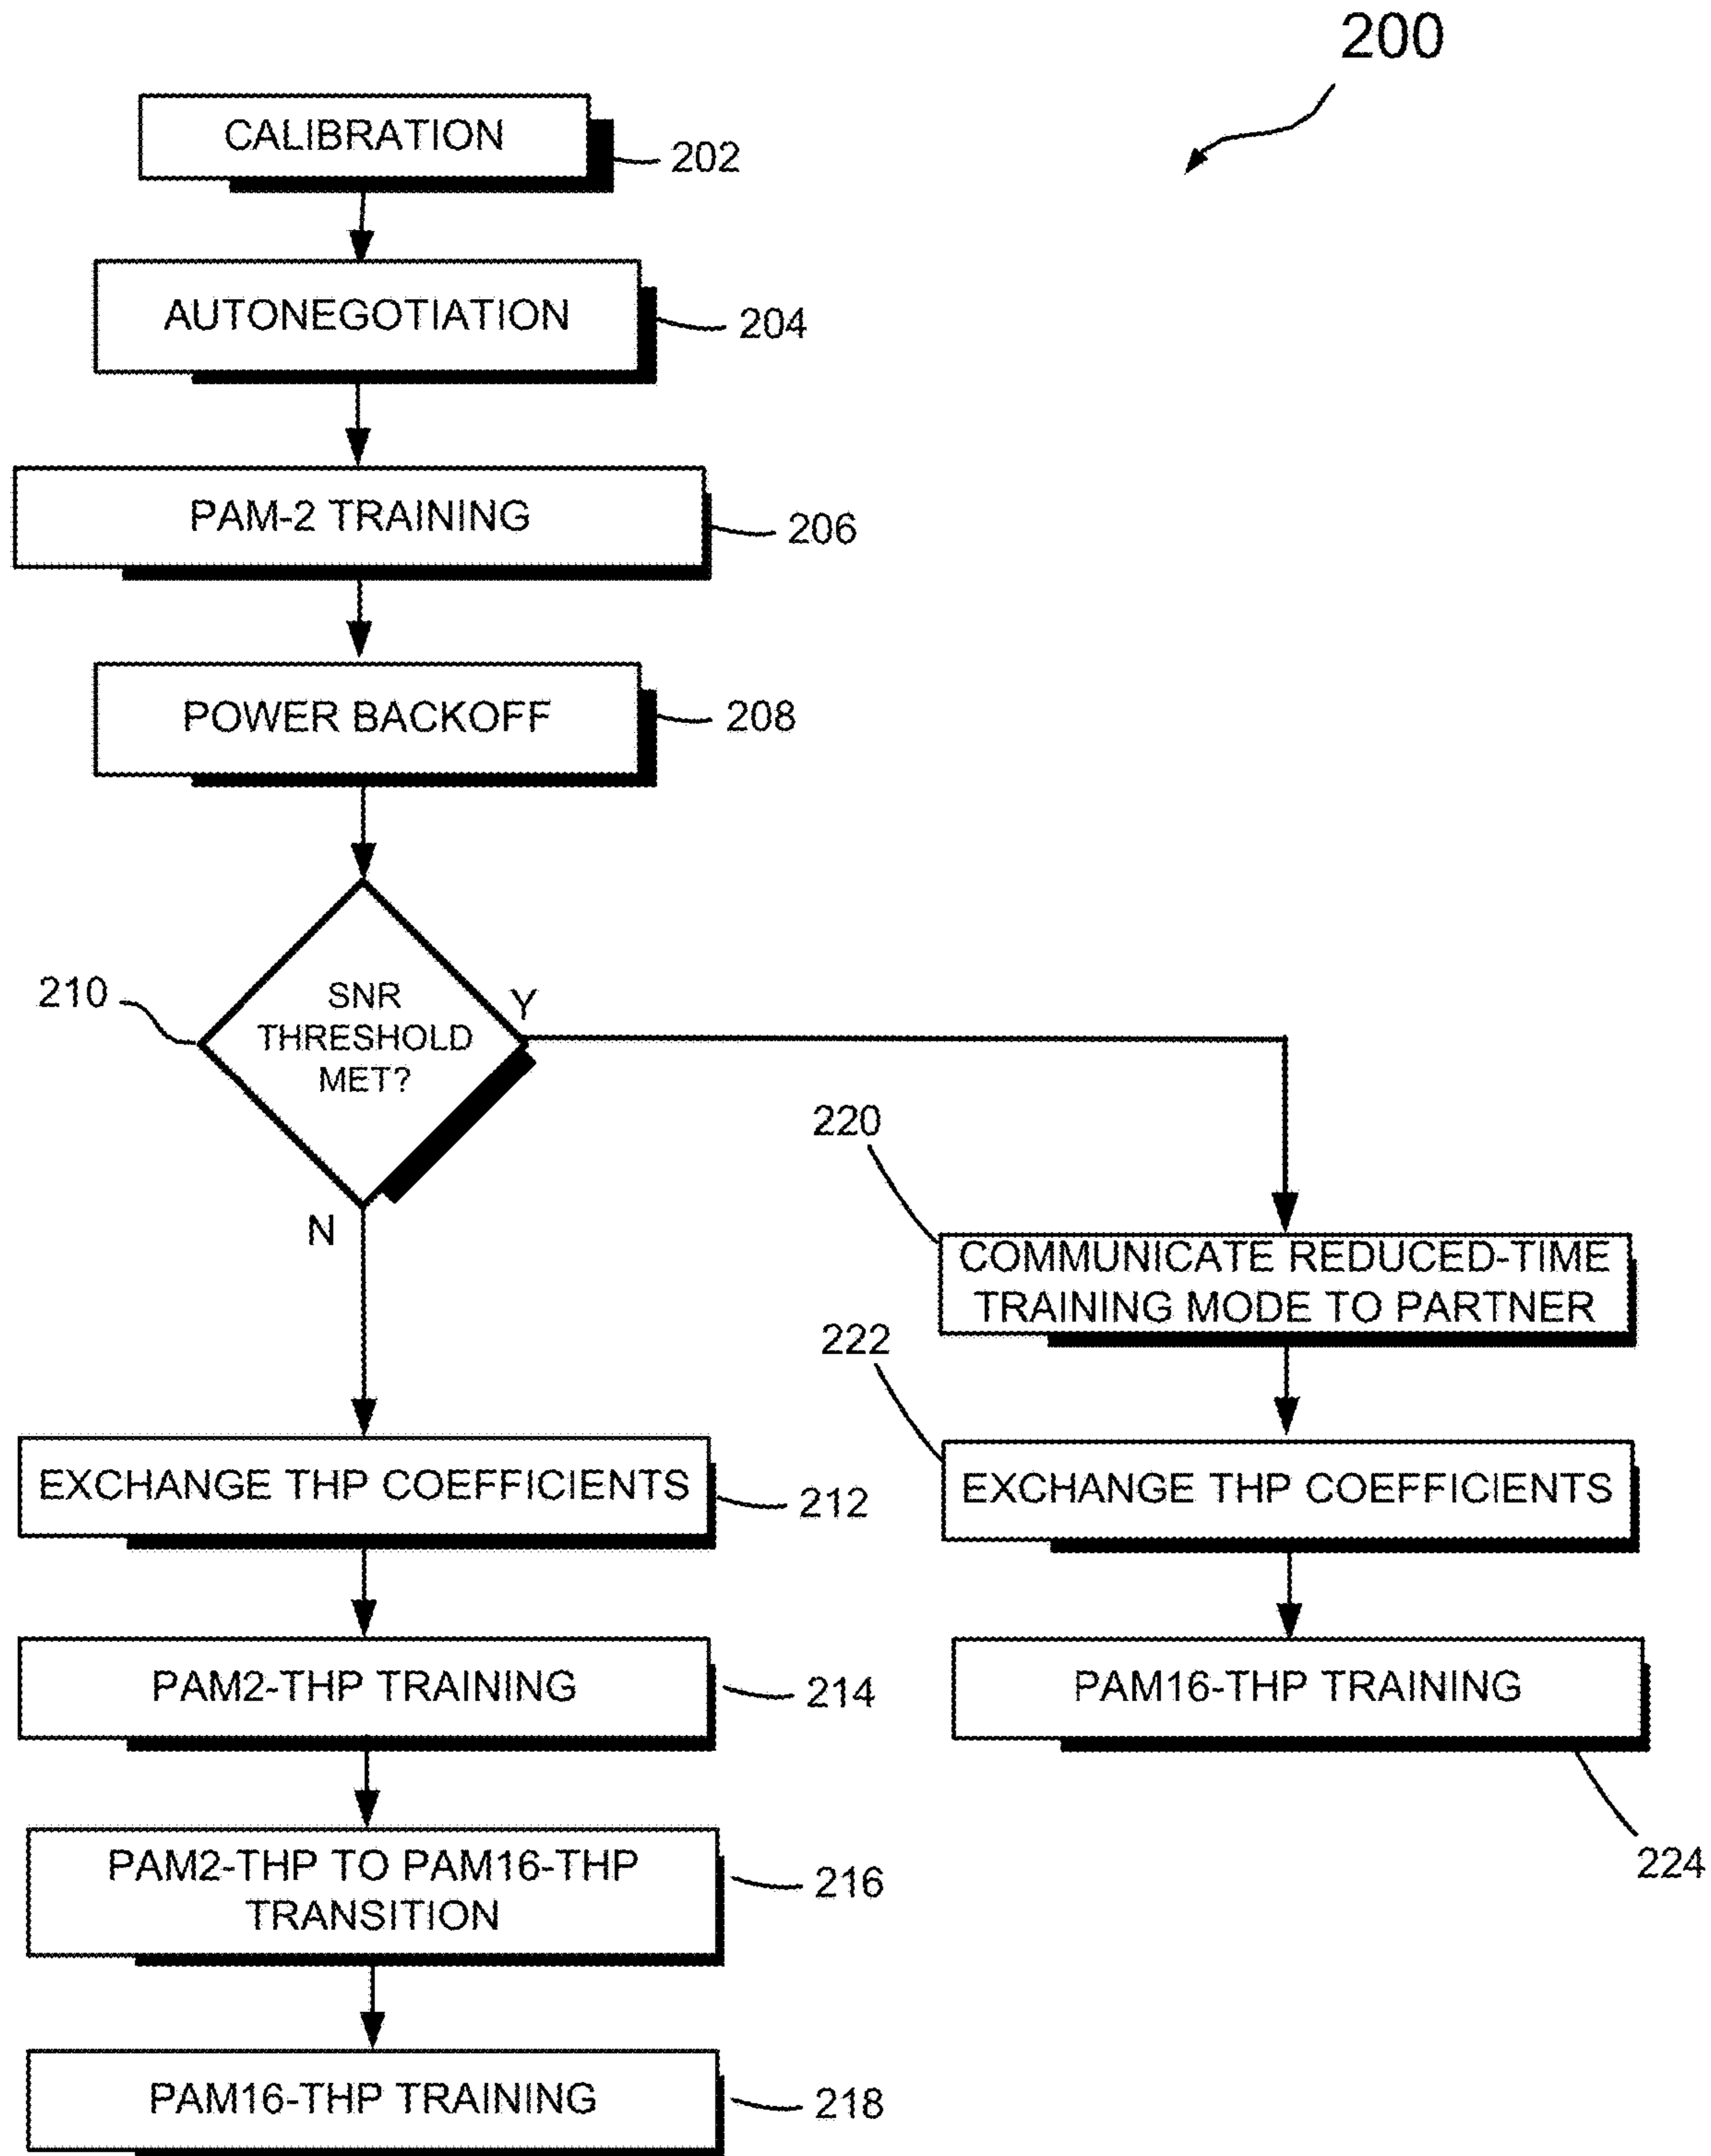 200
CALIBRATION
202
AUTONEGOTIATION
204
PAM-2 TRAINING
206
POWER BACKOFF
208
210
SNR
THRESHOLD
MET?
Y
N
EXCHANGE THP COEFFICIENTS
212
PAM2-THP TRAINING
214
PAM2-THP TO PAM16-THP
TRANSITION
216
PAM16-THP TRAINING
218
220
COMMUNICATE REDUCED-TIME
TRAINING MODE TO PARTNER
222
EXCHANGE THP COEFFICIENTS
PAM16-THP TRAINING
224